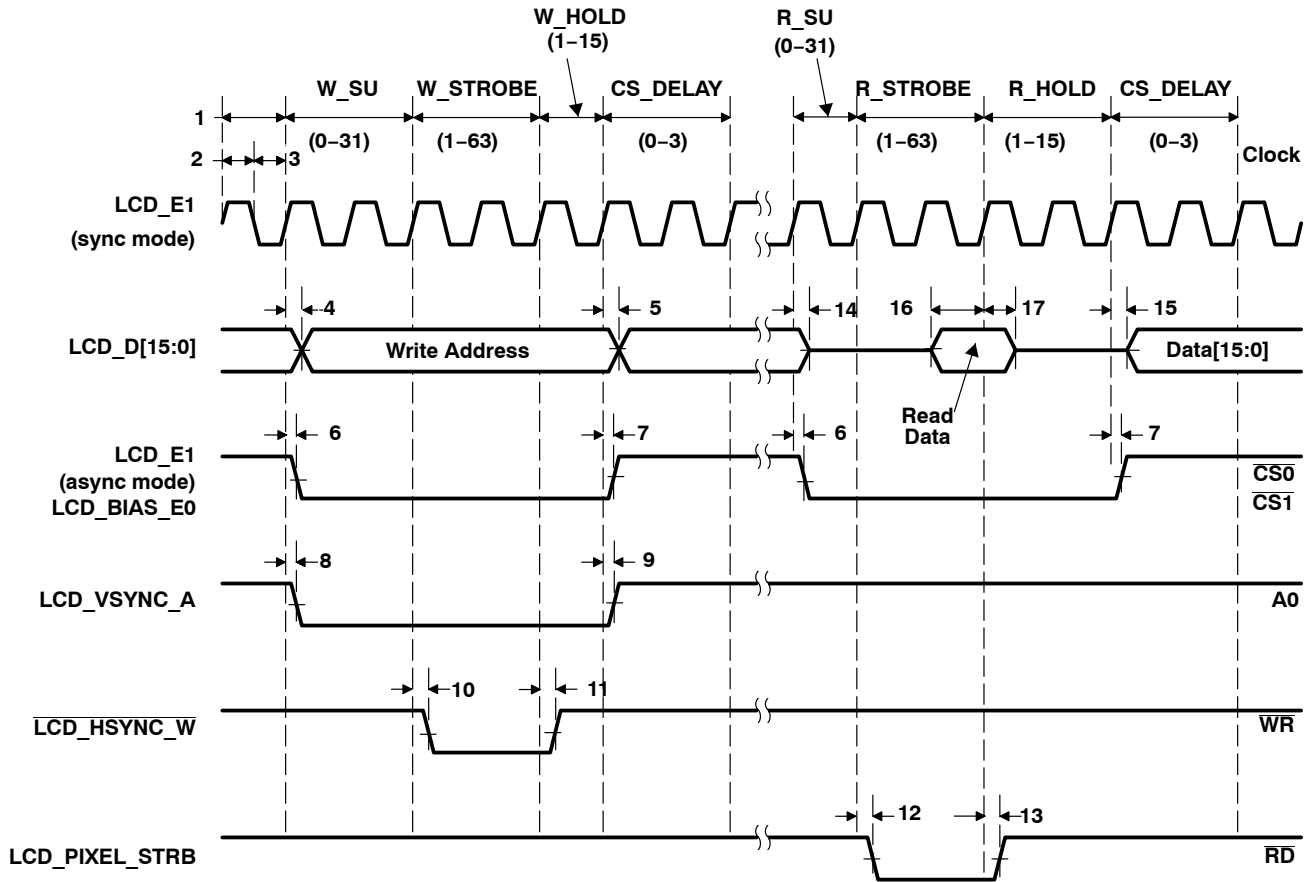 W_HOLD
(1–15)
R_SU
(0–31)
W_SU
W_STROBE
CS_DELAY
R_STROBE
R_HOLD
CS_DELAY
1
(0–31)
(1–63)
(0–3)
(1–63)
(1–15)
(0–3)
2
3
Clock
LCD_E1
(sync mode)
4
5
14
16
17
15
LCD_D[15:0]
Write Address
Data[15:0]
Read
Data
6
7
6
7
LCD_E1
(async mode)
LCD_BIAS_E0
CS0
CS1
8
9
LCD_VSYNC_A
A0
10
11
LCD_HSYNC_W
WR
12
13
LCD_PIXEL_STRB
RD